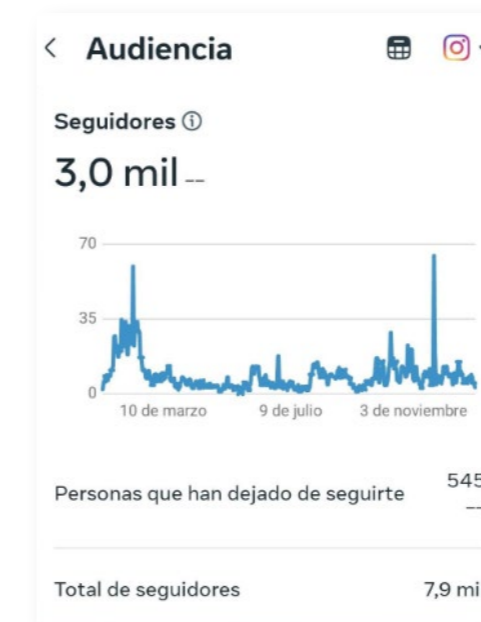 Audiencia
Seguidores
3,0 mil --
70
35
0
10 de marzo 9 de julio 3 de noviembre
Personas que han dejado de seguirte 545
--
Total de seguidores 7,9 mi